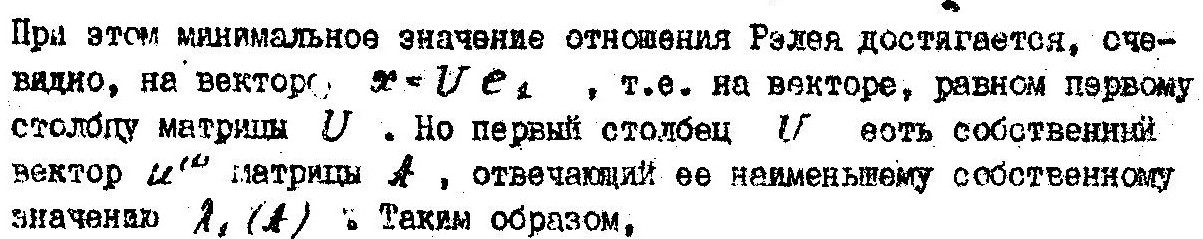 При этом минимальное значение отношения Рэлея достигается, оче-
видно, на векторе x = U e₁ , т.е. на векторе, равном первому
столбцу матрицы U . Но первый столбец U есть собственный
вектор u⁽¹⁾ матрицы A , отвечающий ее наименьшему собственному
значению λ₁(A) . Таким образом,